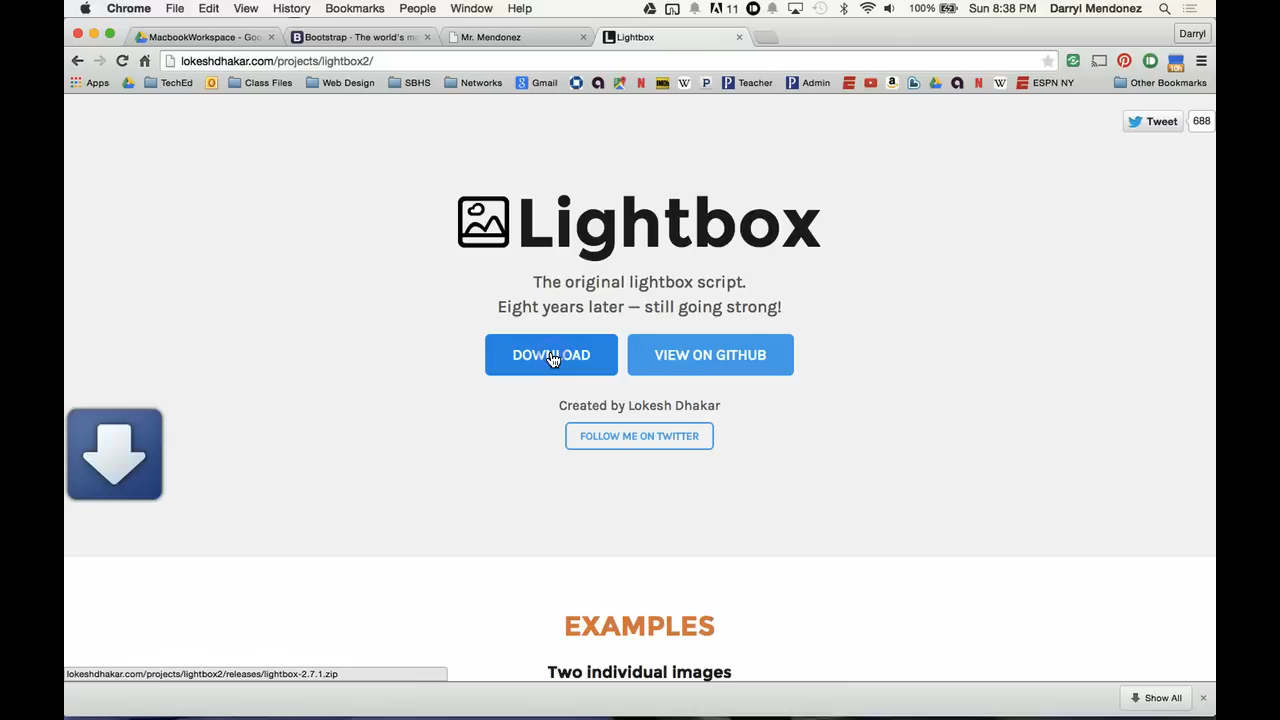 Chrome File Edit View History Bookmarks People Window Help 11 100% Sun 8:38 PM Darryl Mendonez
MacbookWorkspace - Goo Bootstrap - The world's m Mr. Mendonez Lightbox Darryl
lokeshdhakar.com/projects/lightbox2/
Apps TechEd Class Files Web Design SBHS Networks Gmail Teacher Admin ESPN NY Other Bookmarks
Tweet 688
Lightbox
The original lightbox script.
Eight years later — still going strong!
DOWNLOAD VIEW ON GITHUB
Created by Lokesh Dhakar
FOLLOW ME ON TWITTER
EXAMPLES
Two individual images
lokeshdhakar.com/projects/lightbox2/releases/lightbox-2.7.1.zip
Show All